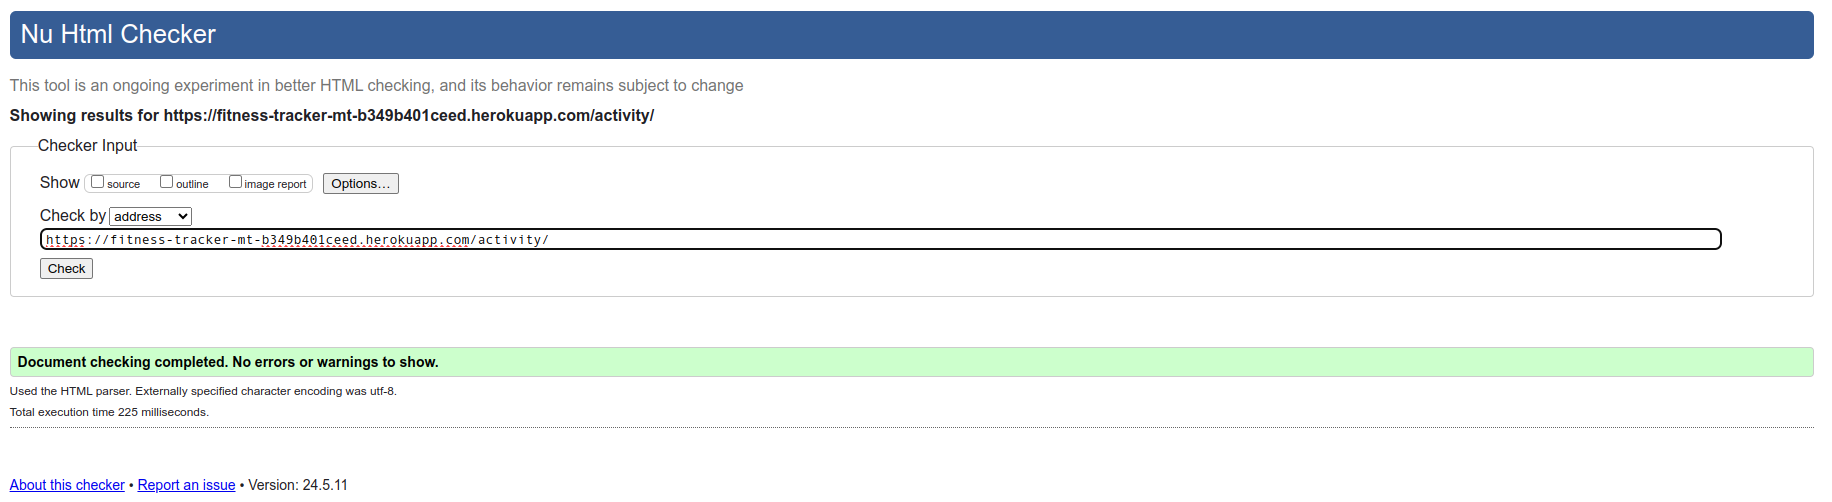 Nu Html Checker
This tool is an ongoing experiment in better HTML checking, and its behavior remains subject to change
Showing results for https://fitness-tracker-mt-b349b401ceed.herokuapp.com/activity/
Checker Input
Show source outline image report Options…
Check by address
https://fitness-tracker-mt-b349b401ceed.herokuapp.com/activity/
Check
Document checking completed. No errors or warnings to show.
Used the HTML parser. Externally specified character encoding was utf-8.
Total execution time 225 milliseconds.
About this checker • Report an issue • Version: 24.5.11